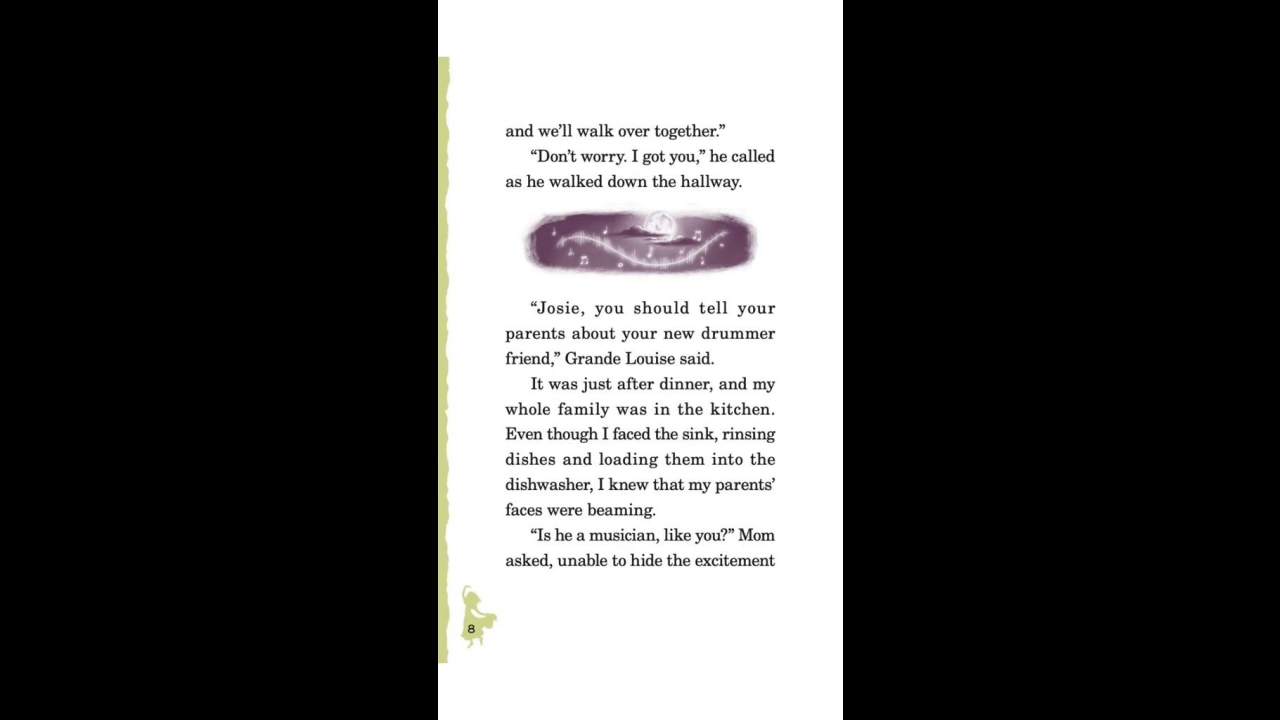 and we’ll walk over together.”
“Don’t worry. I got you,” he called
as he walked down the hallway.
“Josie, you should tell your
parents about your new drummer
friend,” Grande Louise said.
It was just after dinner, and my
whole family was in the kitchen.
Even though I faced the sink, rinsing
dishes and loading them into the
dishwasher, I knew that my parents’
faces were beaming.
“Is he a musician, like you?” Mom
asked, unable to hide the excitement
8